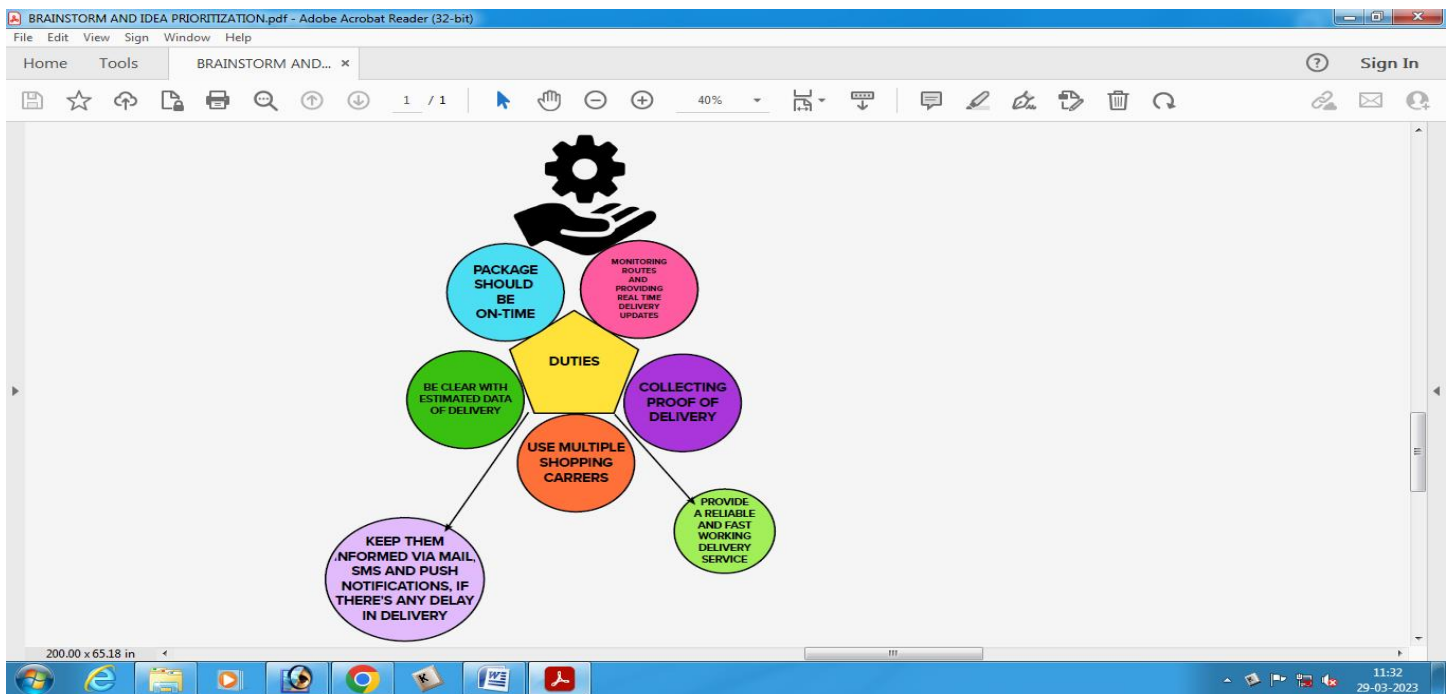 BRAINSTORM AND IDEA PRIORITIZATION.pdf - Adobe Acrobat Reader (32-bit)
File Edit View Sign Window Help
Home Tools BRAINSTORM AND... × ? Sign In
1 / 1 40%
PACKAGE
SHOULD
BE
ON-TIME
MONITORING
ROUTES
AND
PROVIDING
REAL TIME
DELIVERY
UPDATES
DUTIES
BE CLEAR WITH
ESTIMATED DATA
OF DELIVERY
COLLECTING
PROOF OF
DELIVERY
USE MULTIPLE
SHOPPING
CARRERS
PROVIDE
A RELIABLE
AND FAST
WORKING
DELIVERY
SERVICE
KEEP THEM
.NFORMED VIA MAIL,
SMS AND PUSH
NOTIFICATIONS, IF
THERE'S ANY DELAY
IN DELIVERY
200.00 x 65.18 in
11:32
29-03-2023